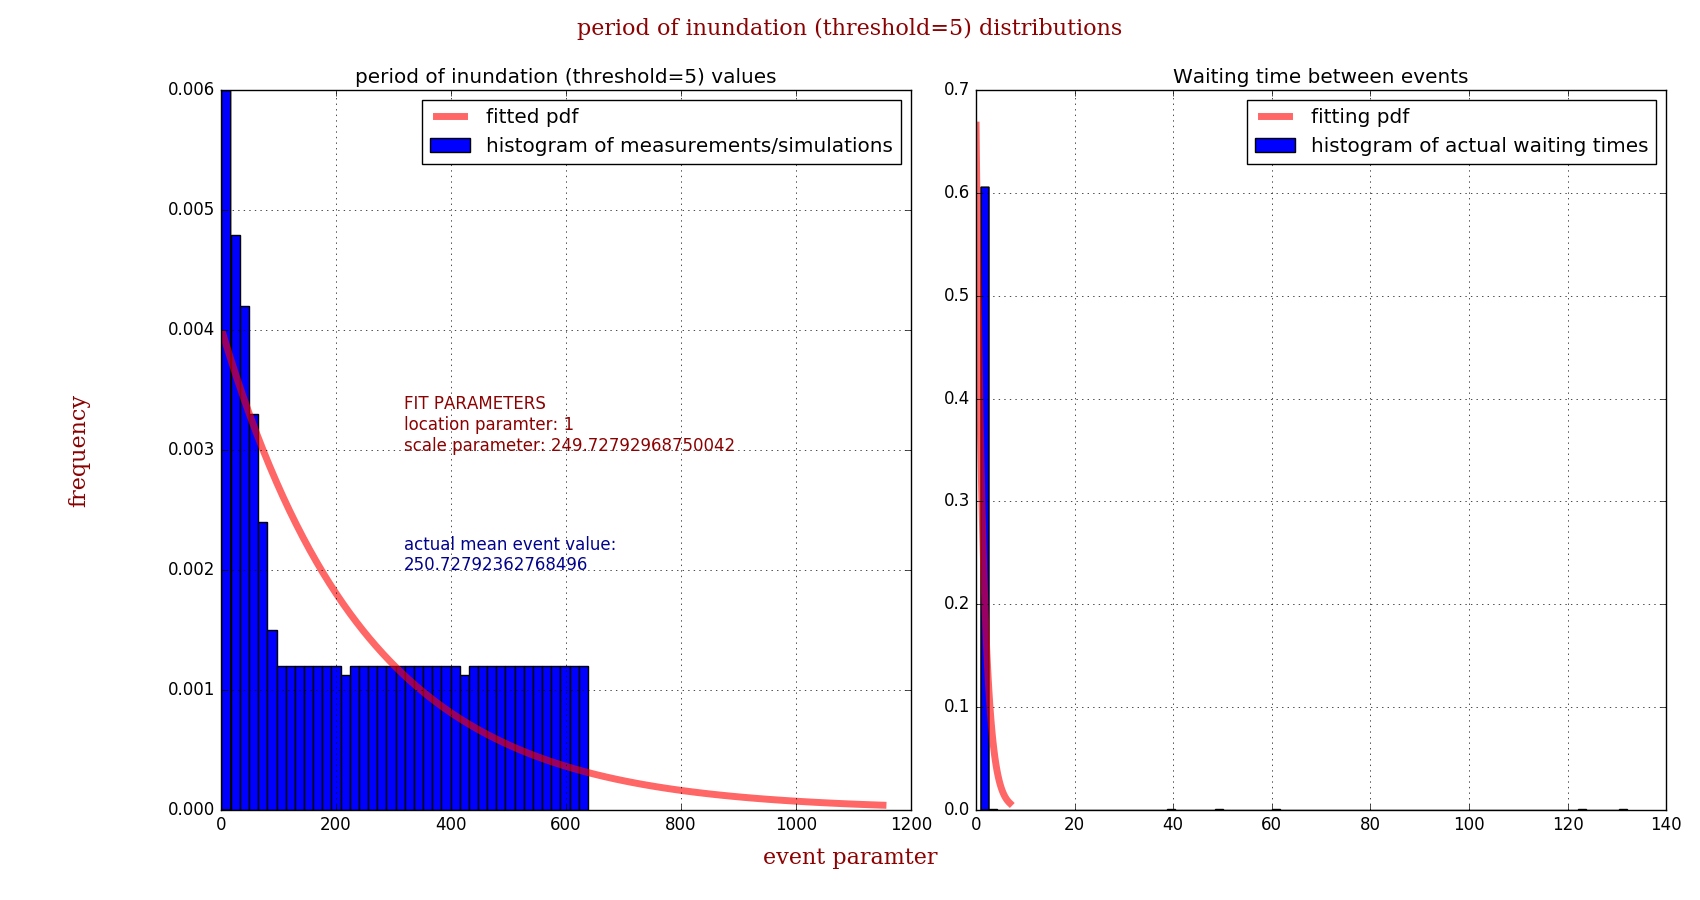 period of inundation (threshold=5) distributions
period of inundation (threshold=5) values
0.006
0.005
0.004
0.003
0.002
0.001
0.000
0 200 400 600 800 1000 1200
fitted pdf
histogram of measurements/simulations
FIT PARAMETERS
location paramter: 1
scale parameter: 249.72792968750042
actual mean event value:
250.727923627684​96
frequency
Waiting time between events
0.7
0.6
0.5
0.4
0.3
0.2
0.1
0.0
0 20 40 60 80 100 120 140
fitting pdf
histogram of actual waiting times
event paramter